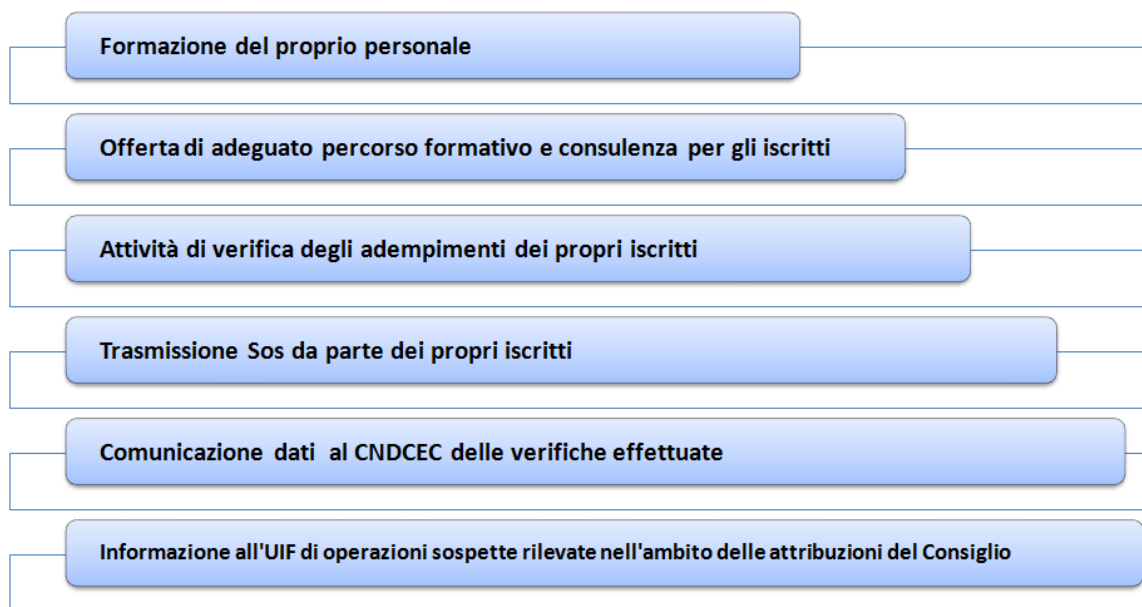 Formazione del proprio personale
Offerta di adeguato percorso formativo e consulenza per gli iscritti
Attività di verifica degli adempimenti dei propri iscritti
Trasmissione Sos da parte dei propri iscritti
Comunicazione dati al CNDCEC delle verifiche effettuate
Informazione all'UIF di operazioni sospette rilevate nell'ambito delle attribuzioni del Consiglio